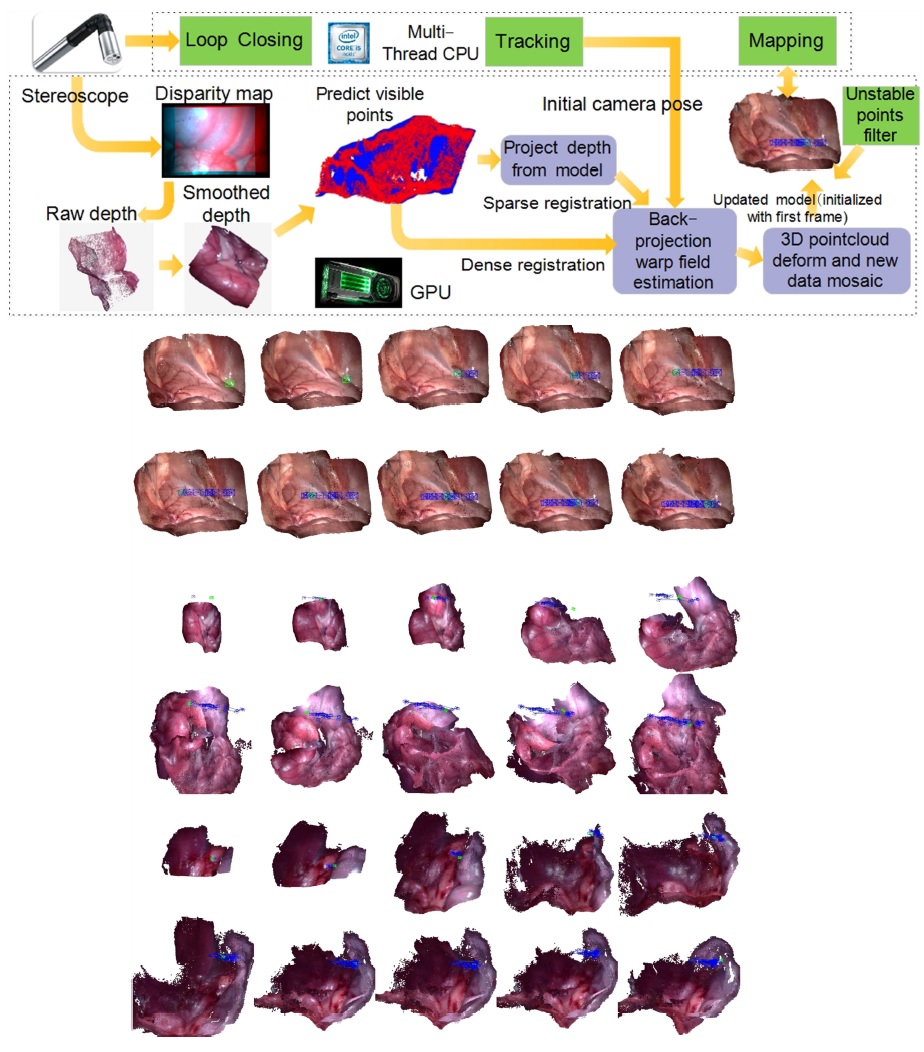 Loop Closing
intel
CORE i5
Multi-
Thread CPU
Tracking
Mapping
Stereoscope
Disparity map
Predict visible
points
Initial camera pose
Unstable
points
filter
Project depth
from model
Raw depth
Smoothed
depth
Sparse registration
Updated model(initialized
with first frame)
Back-
projection
warp field
estimation
3D pointcloud
deform and new
data mosaic
Dense registration
GPU